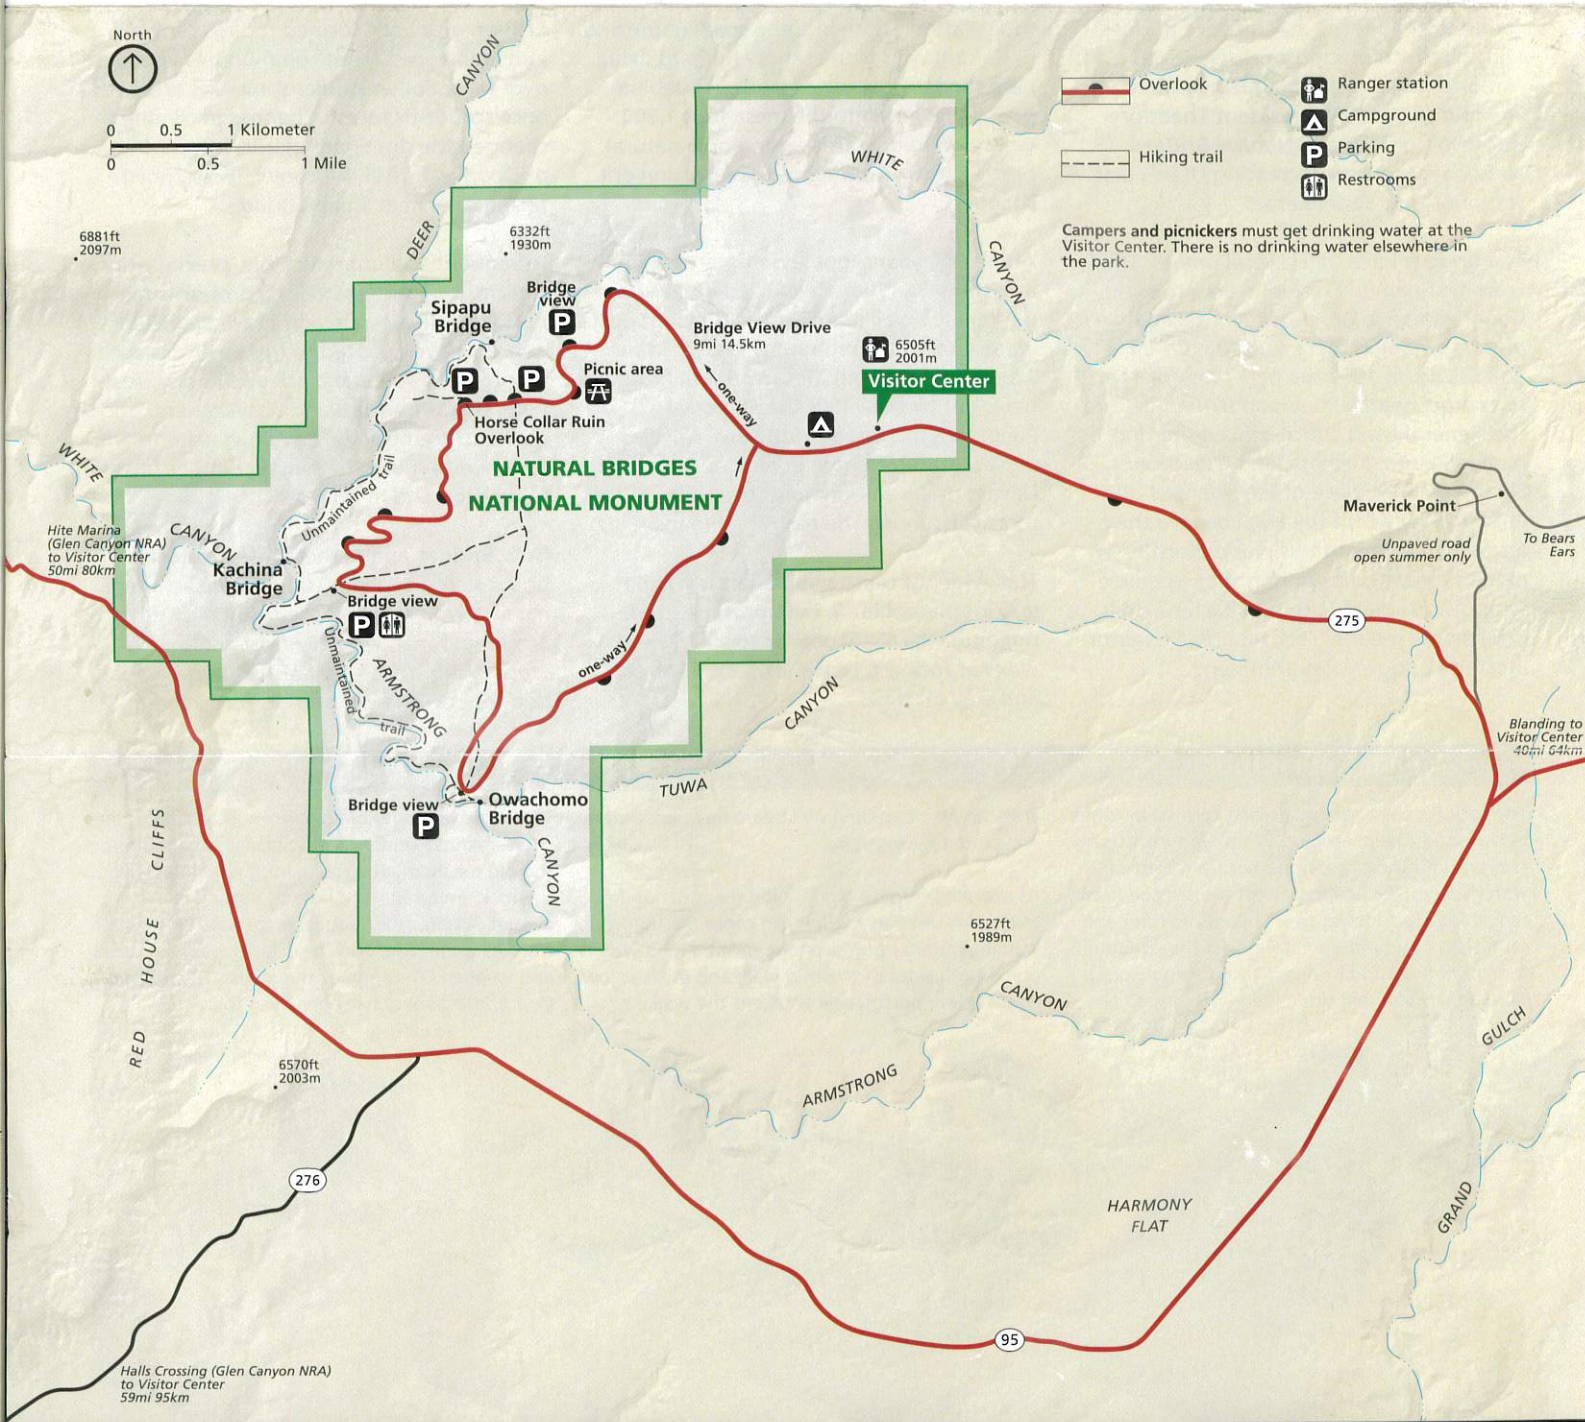 North
0 0.5 1 Kilometer
0 0.5 1 Mile
Overlook
Hiking trail
Ranger station
Campground
P
Parking
Restrooms
Campers and picnickers must get drinking water at the
Visitor Center. There is no drinking water elsewhere in
the park.
CANYON
DEER
WHITE
CANYON
6881ft
2097m
6332ft
1930m
Bridge
view
P
Sipapu
Bridge
P
P
Picnic area
Horse Collar Ruin
Overlook
Bridge View Drive
9mi 14.5km
one-way
6505ft
2001m
Visitor Center
NATURAL BRIDGES
NATIONAL MONUMENT
Unmaintained trail
WHITE
CANYON
Hite Marina
(Glen Canyon NRA)
to Visitor Center
50mi 80km
Kachina
Bridge
Bridge view
P
Unmaintained
trail
ARMSTRONG
one-way
Bridge view
P
Owachomo
Bridge
CANYON
TUWA
CANYON
Maverick Point
Unpaved road
open summer only
To Bears
Ears
275
Blanding to
Visitor Center
40mi 64km
RED HOUSE CLIFFS
6527ft
1989m
CANYON
ARMSTRONG
6570ft
2003m
276
GULCH
GRAND
HARMONY
FLAT
95
Halls Crossing (Glen Canyon NRA)
to Visitor Center
59mi 95km